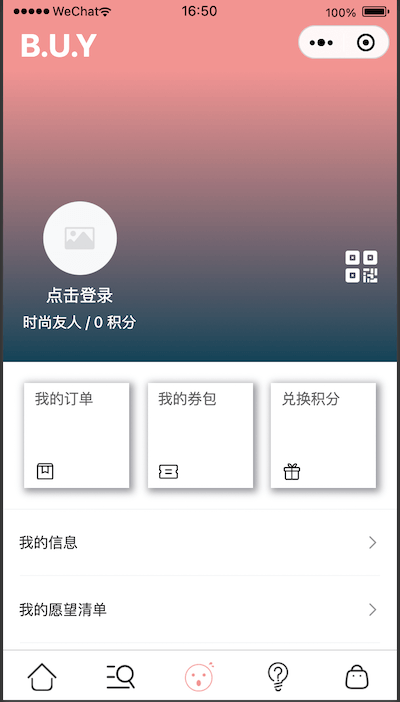 WeChat 16:50 100%
B.U.Y
点击登录
时尚友人 / 0 积分
我的订单 我的券包 兑换积分
我的信息
我的愿望清单